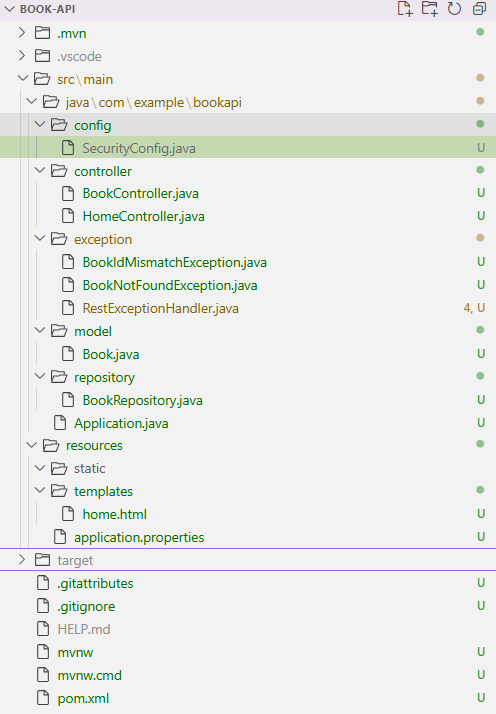 BOOK-API
.mvn
.vscode
src\main
java\com\example\bookapi
config
SecurityConfig.java U
controller
BookController.java U
HomeController.java U
exception
BookIdMismatchException.java U
BookNotFoundException.java U
RestExceptionHandler.java 4, U
model
Book.java U
repository
BookRepository.java U
Application.java U
resources
static
templates
home.html U
application.properties U
target
.gitattributes U
.gitignore U
HELP.md
mvnw U
mvnw.cmd U
pom.xml U